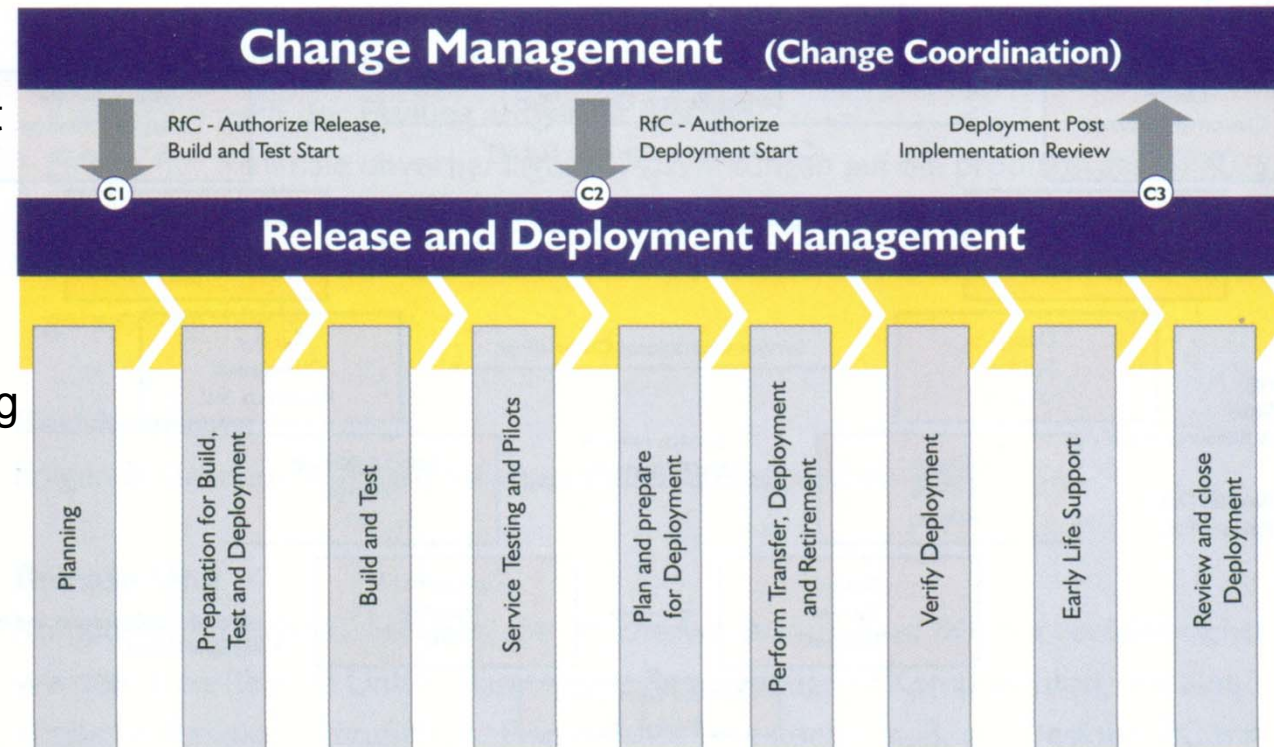 Change Management (Change Coordination)
RfC - Authorize Release,
Build and Test Start
RfC - Authorize
Deployment Start
Deployment Post
Implementation Review
C1
C2
C3
Release and Deployment Management
Planning
Preparation for Build,
Test and Deployment
Build and Test
Service Testing and Pilots
Plan and prepare
for Deployment
Perform Transfer, Deployment
and Retirement
Verify Deployment
Early Life Support
Review and close
Deployment